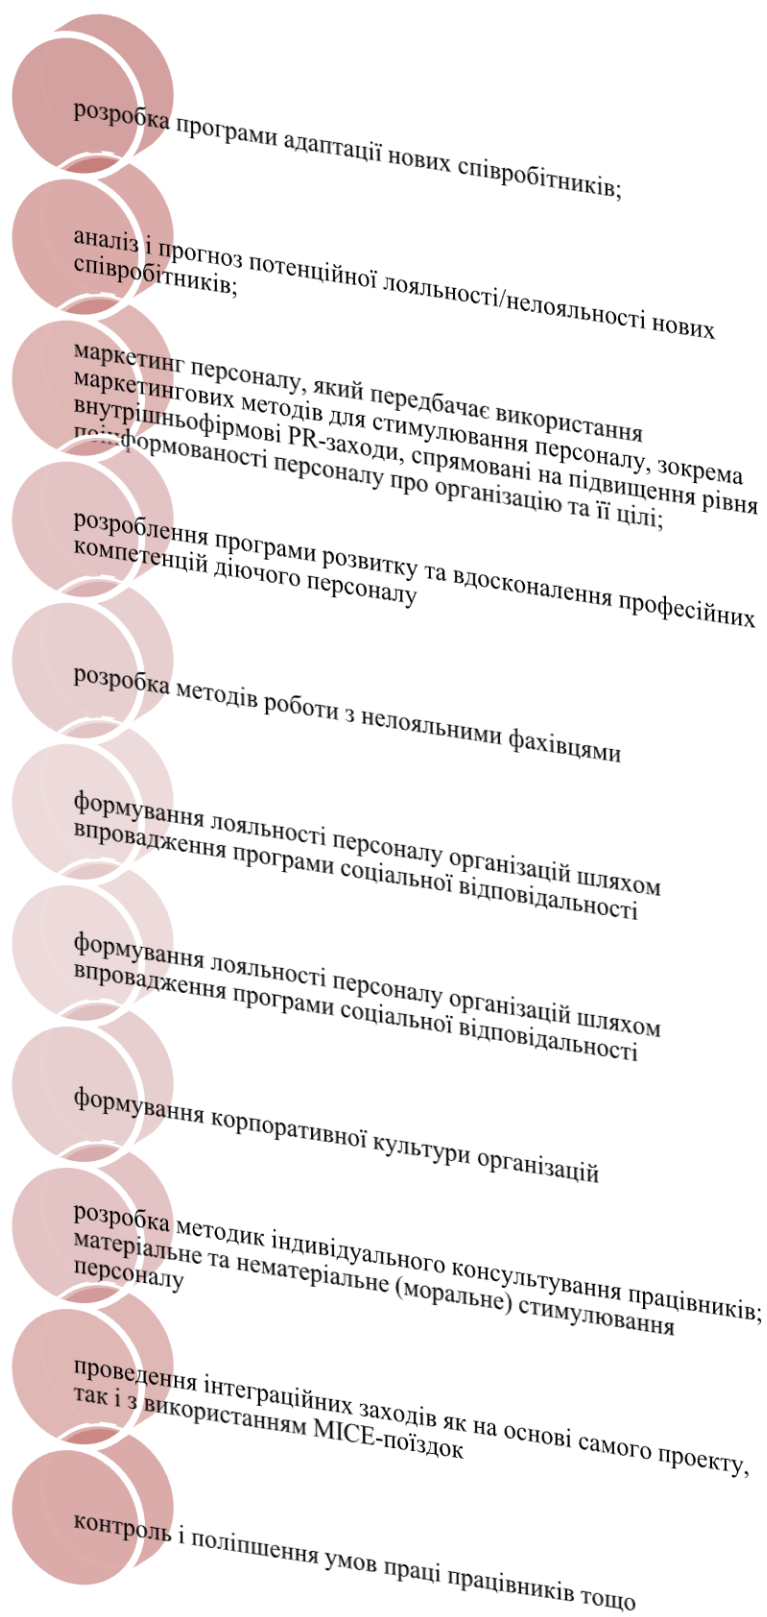 розробка програми адаптації нових співробітників;
аналіз і прогноз потенційної лояльності/нелояльності нових
співробітників;
маркетинг персоналу, який передбачає використання
маркетингових методів для стимулювання персоналу, зокрема
внутрішньофірмові PR-заходи, спрямовані на підвищення рівня
поінформованості персоналу про організацію та її цілі;
розроблення програми розвитку та вдосконалення професійних
компетенцій діючого персоналу
розробка методів роботи з нелояльними фахівцями
формування лояльності персоналу організацій шляхом
впровадження програми соціальної відповідальності
формування лояльності персоналу організацій шляхом
впровадження програми соціальної відповідальності
формування корпоративної культури організацій
розробка методик індивідуального консультування працівників;
матеріальне та нематеріальне (моральне) стимулювання
персоналу
проведення інтеграційних заходів як на основі самого проекту,
так і з використанням MICE-поїздок
контроль і поліпшення умов праці працівників тощо